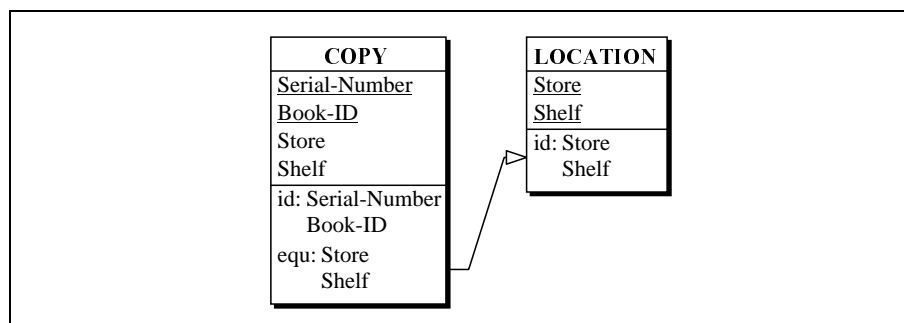 COPY
Serial-Number
Book-ID
Store
Shelf
id: Serial-Number
Book-ID
equ: Store
Shelf
LOCATION
Store
Shelf
id: Store
Shelf